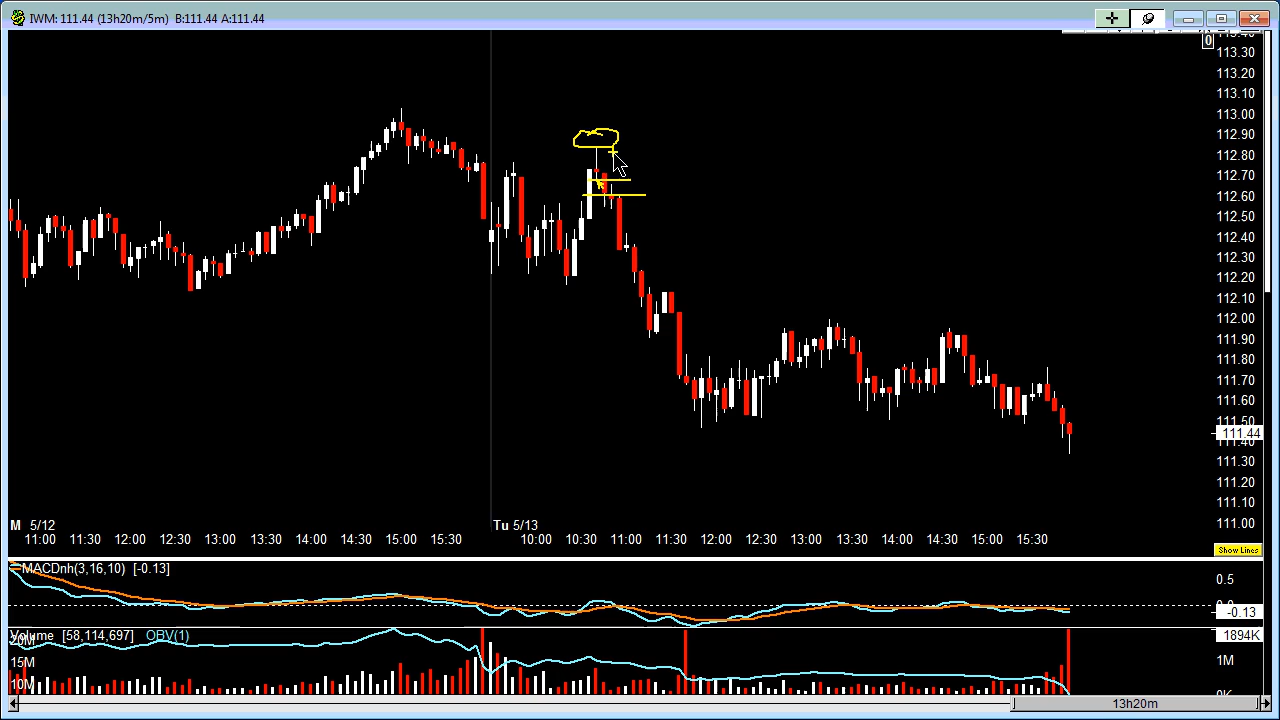 IWM: 111.44 (13h20m/5m)  B:111.44 A:111.44
0
113.30
113.20
113.10
113.00
112.90
112.80
112.70
112.60
112.50
112.40
112.30
112.20
112.10
112.00
111.90
111.80
111.70
111.60
111.50
111.44
111.40
111.30
111.20
111.10
111.00
M 5/12 Tu 5/13
11:00 11:30 12:00 12:30 13:00 13:30 14:00 14:30 15:00 15:30 10:00 10:30 11:00 11:30 12:00 12:30 13:00 13:30 14:00 14:30 15:00 15:30
Show Lines
MACDnh(3,16,10) [-0.13]
0.5
-0.13
Volume [58,114,697] OBV(1)
1894K
15M
1M
10M
0K
13h20m